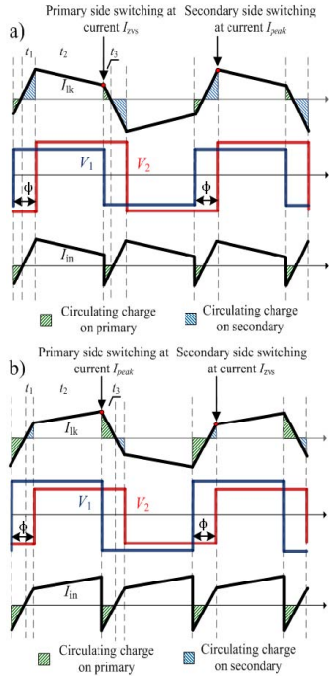 Primary side switching at
current Izvs
Secondary side switching
at current Ipeak
a)
t1
t2
t3
Ilk
V1
V2
ϕ
ϕ
Iin
Circulating charge
on primary
Circulating charge
on secondary
b)
Primary side switching at
current Ipeak
Secondary side switching
at current Izvs
t1
t2
t3
Ilk
V1
V2
ϕ
ϕ
Iin
Circulating charge
on primary
Circulating charge
on secondary